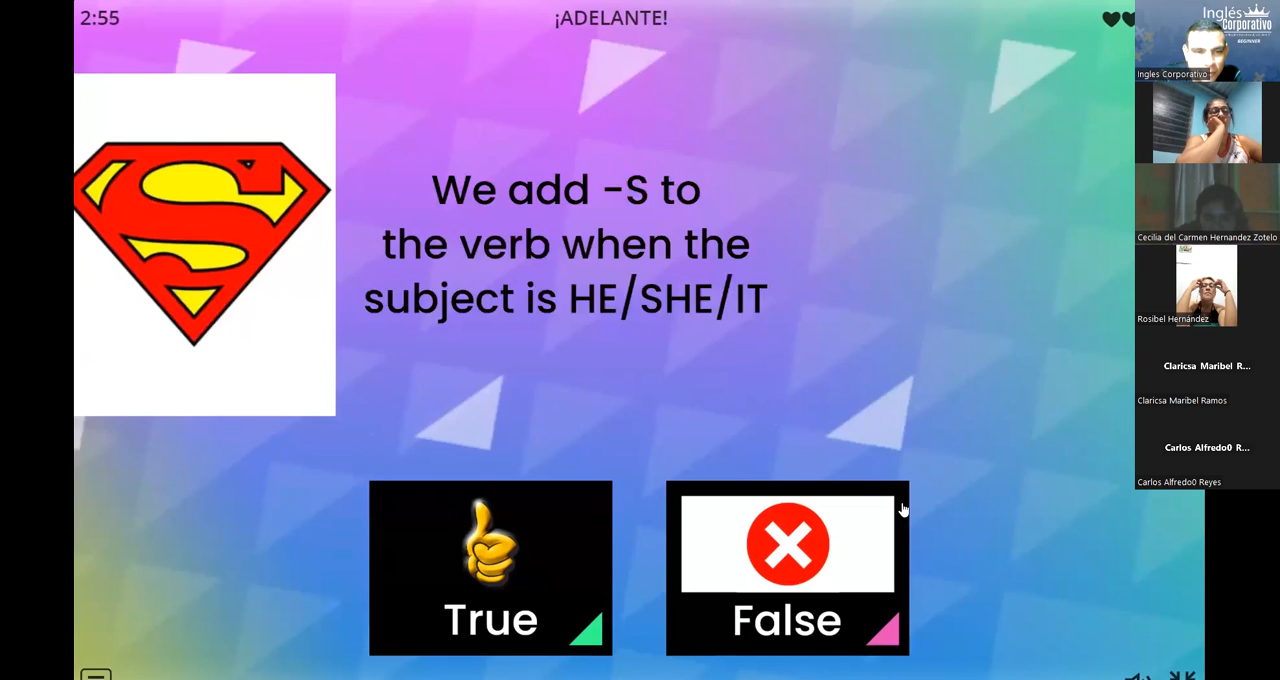 2:55
¡ADELANTE!
We add -S to
the verb when the
subject is HE/SHE/IT
True
False
Inglés
Corporativo
BEGINNER
Ingles Corporativo
Cecilia del Carmen Hernandez Zotelo
Rosibel Hernández
Claricsa Maribel R...
Claricsa Maribel Ramos
Carlos Alfredo0 R...
Carlos Alfredo0 Reyes